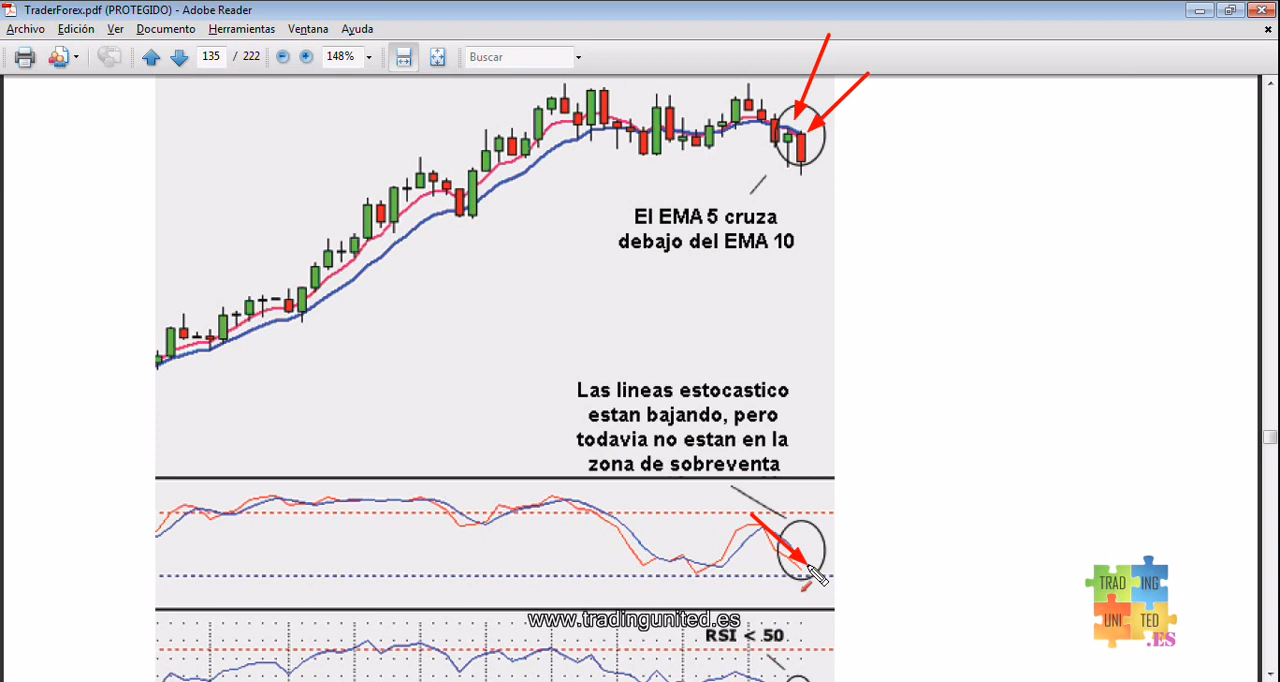 TraderForex.pdf (PROTEGIDO) - Adobe Reader
Archivo Edición Ver Documento Herramientas Ventana Ayuda
135 / 222 148% Buscar
El EMA 5 cruza
debajo del EMA 10
Las lineas estocastico
estan bajando, pero
todavia no estan en la
zona de sobreventa
TRAD ING
UNI TED
.ES
www.tradingunited.es
RSI < 50